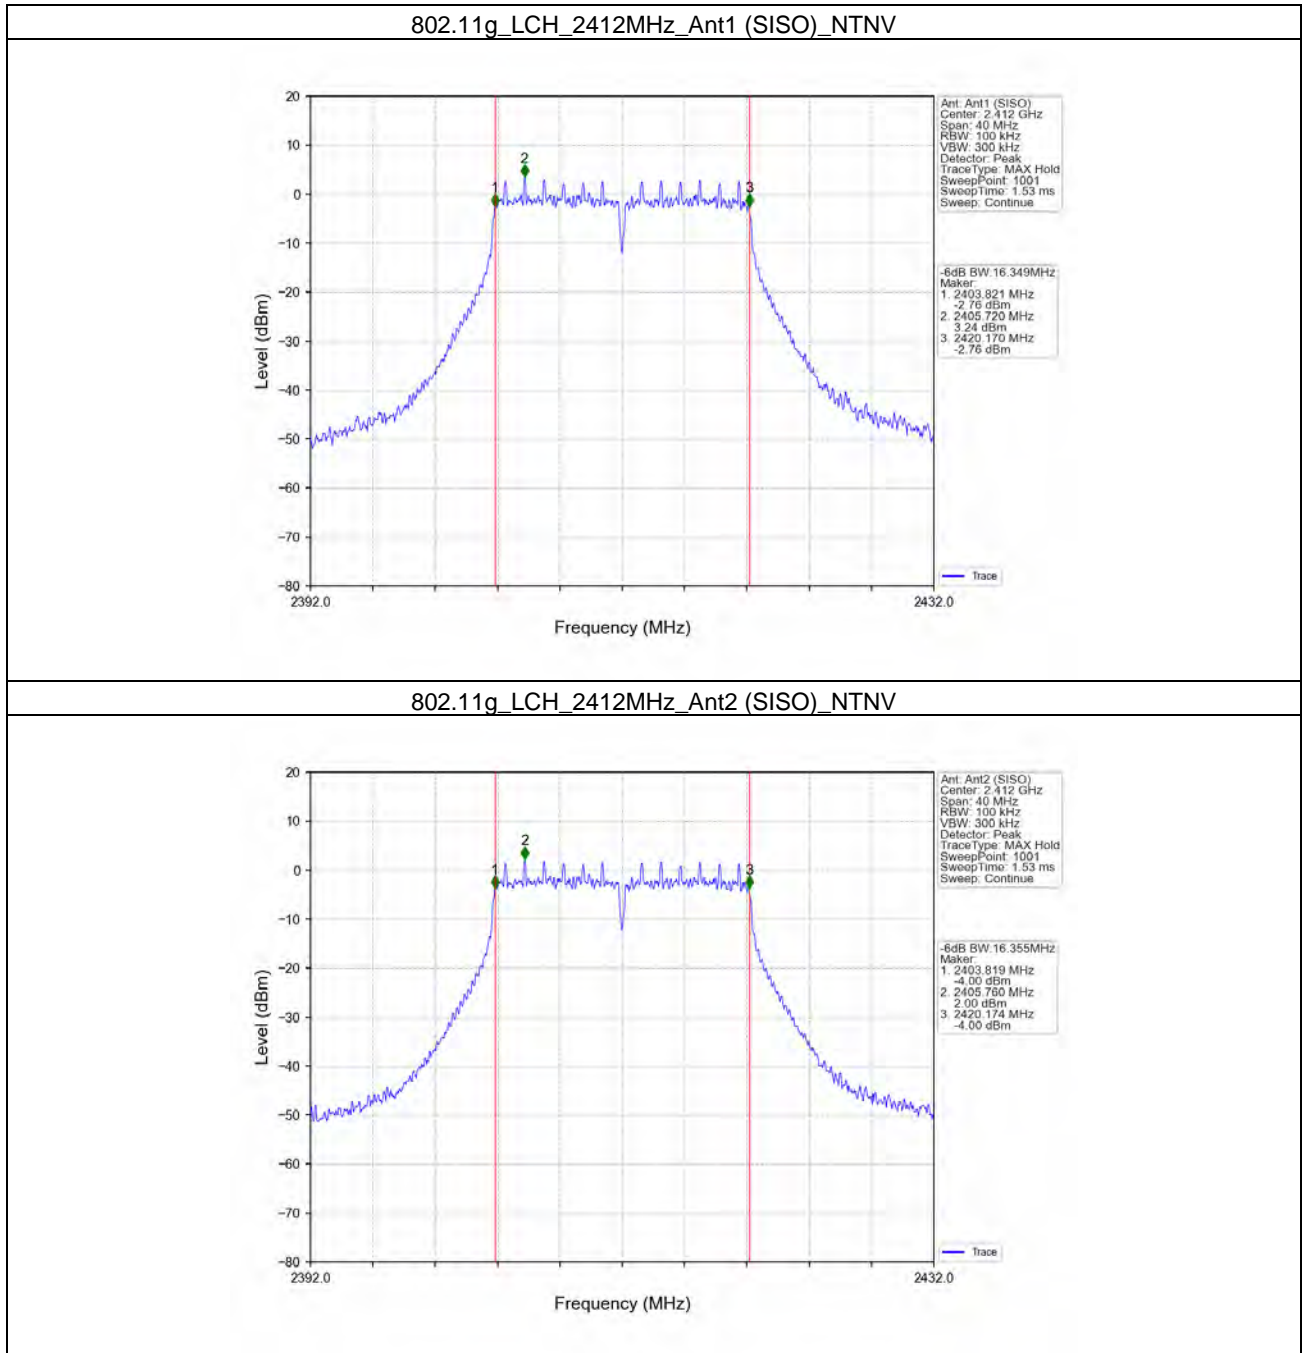 802.11g_LCH_2412MHz_Ant1 (SISO)_NTNV
20
10
0
−10
−20
−30
−40
−50
−60
−70
−80
Level (dBm)
2392.0
2432.0
Frequency (MHz)
1
2
3
Ant: Ant1 (SISO)
Center: 2.412 GHz
Span: 40 MHz
RBW: 100 kHz
VBW: 300 kHz
Detector: Peak
TraceType: MAX Hold
SweepPoint: 1001
SweepTime: 1.53 ms
Sweep: Continue
-6dB BW:16.349MHz
Maker:
1. 2403.821 MHz
-2.76 dBm
2. 2405.720 MHz
3.24 dBm
3. 2420.170 MHz
-2.76 dBm
Trace
802.11g_LCH_2412MHz_Ant2 (SISO)_NTNV
20
10
0
−10
−20
−30
−40
−50
−60
−70
−80
Level (dBm)
2392.0
2432.0
Frequency (MHz)
1
2
3
Ant: Ant2 (SISO)
Center: 2.412 GHz
Span: 40 MHz
RBW: 100 kHz
VBW: 300 kHz
Detector: Peak
TraceType: MAX Hold
SweepPoint: 1001
SweepTime: 1.53 ms
Sweep: Continue
-6dB BW:16.355MHz
Maker:
1. 2403.819 MHz
-4.00 dBm
2. 2405.760 MHz
2.00 dBm
3. 2420.174 MHz
-4.00 dBm
Trace